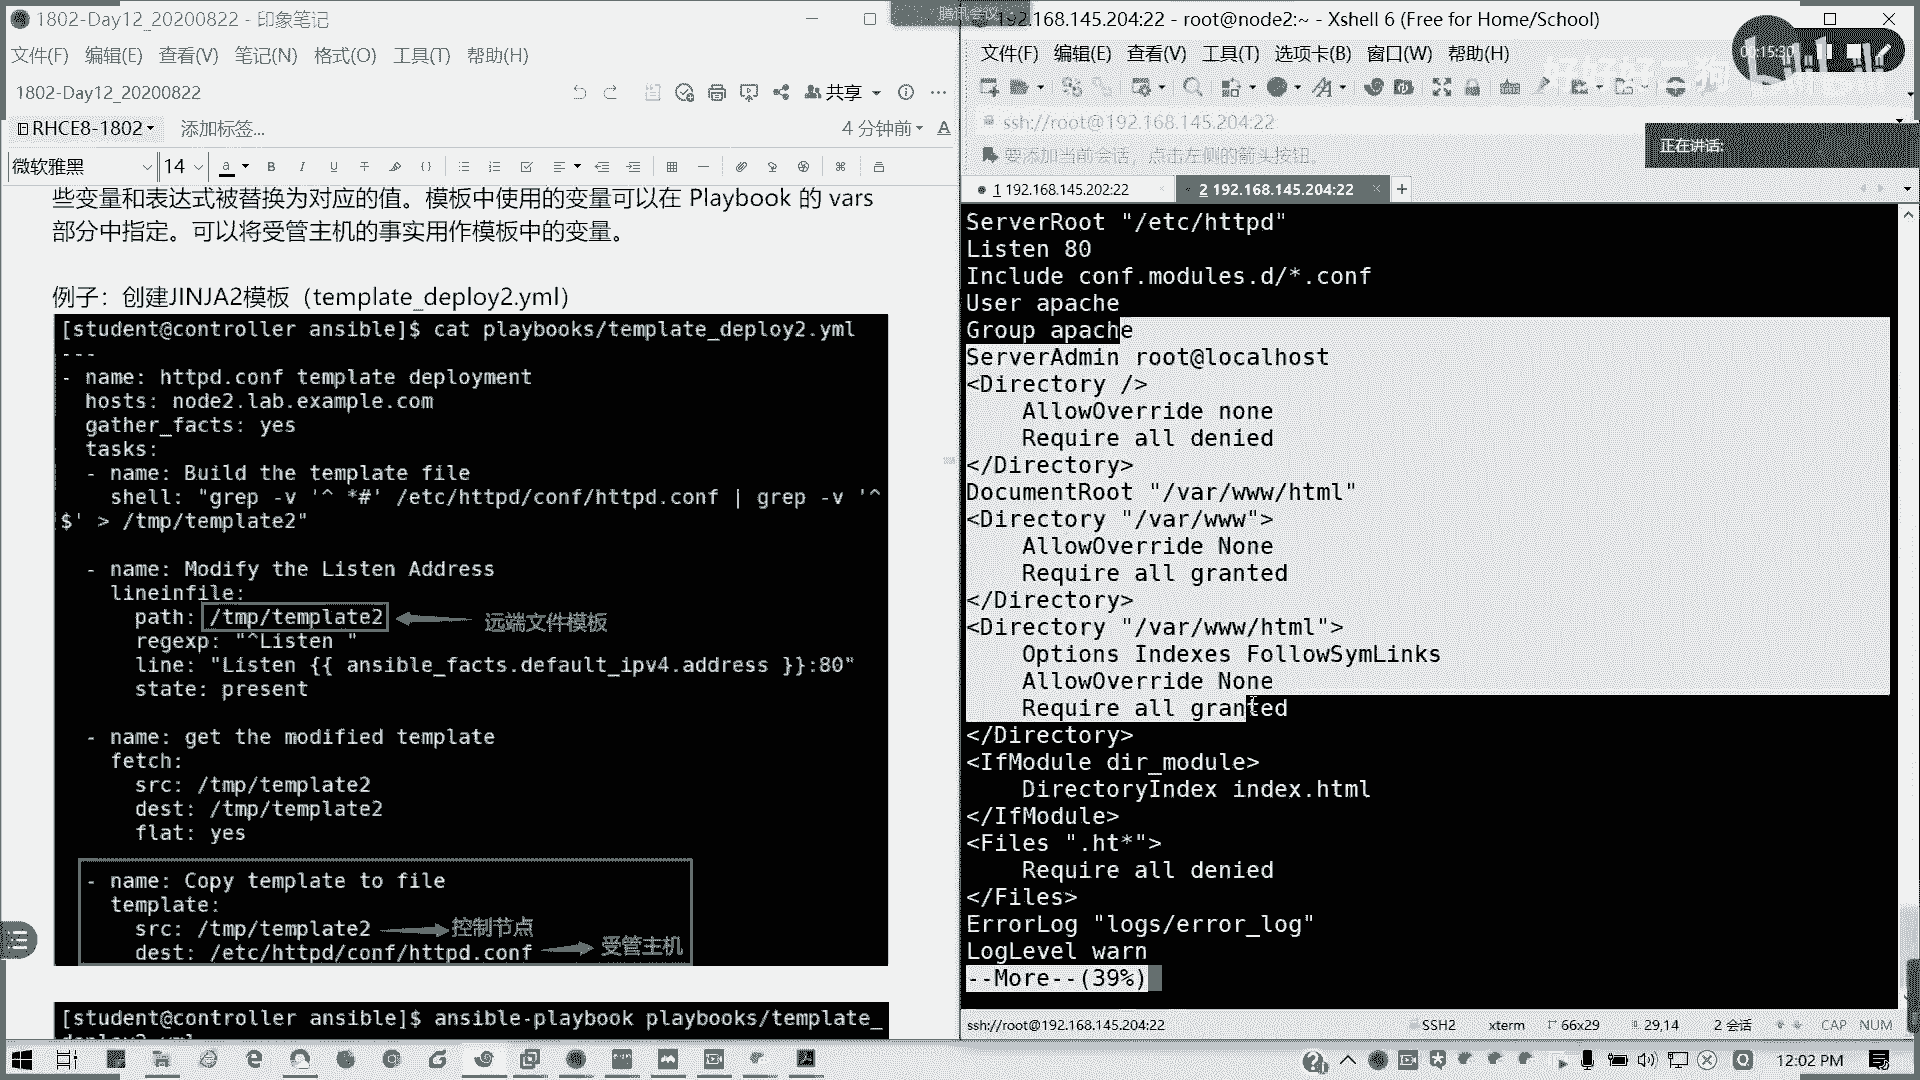 1802-Day12_20200822 - 印象笔记
文件(F) 编辑(E) 查看(V) 笔记(N) 格式(O) 工具(T) 帮助(H)
1802-Day12_20200822
共享
RHCE8-1802
添加标签...
4 分钟前
微软雅黑
14
些变量和表达式被替换为对应的值。模板中使用的变量可以在 Playbook 的 vars
部分中指定。可以将受管主机的事实用作模板中的变量。
例子：创建JINJA2模板（template_deploy2.yml）
[student@controller ansible]$ cat playbooks/template_deploy2.yml
---
- name: httpd.conf template deployment
  hosts: node2.lab.example.com
  gather_facts: yes
  tasks:
  - name: Build the template file
    shell: "grep -v '^ *#' /etc/httpd/conf/httpd.conf | grep -v '^
$' > /tmp/template2"
  - name: Modify the Listen Address
    lineinfile:
      path: /tmp/template2 远端文件模板
      regexp: "^Listen "
      line: "Listen {{ ansible_facts.default_ipv4.address }}:80"
      state: present
  - name: get the modified template
    fetch:
      src: /tmp/template2
      dest: /tmp/template2
      flat: yes
  - name: Copy template to file
    template:
      src: /tmp/template2 控制节点
      dest: /etc/httpd/conf/httpd.conf 受管主机
[student@controller ansible]$ ansible-playbook playbooks/template_
腾讯会议
192.168.145.204:22 - root@node2:~ - Xshell 6 (Free for Home/School)
文件(F) 编辑(E) 查看(V) 工具(T) 选项卡(B) 窗口(W) 帮助(H)
15:30
ssh://root@192.168.145.204:22
正在讲话:
要添加当前会话，点击左侧的箭头按钮。
1 192.168.145.202:22
2 192.168.145.204:22
ServerRoot "/etc/httpd"
Listen 80
Include conf.modules.d/*.conf
User apache
Group apache
ServerAdmin root@localhost
<Directory />
    AllowOverride none
    Require all denied
</Directory>
DocumentRoot "/var/www/html"
<Directory "/var/www">
    AllowOverride None
    Require all granted
</Directory>
<Directory "/var/www/html">
    Options Indexes FollowSymLinks
    AllowOverride None
    Require all granted
</Directory>
<IfModule dir_module>
    DirectoryIndex index.html
</IfModule>
<Files ".ht*">
    Require all denied
</Files>
ErrorLog "logs/error_log"
LogLevel warn
--More--(39%)
ssh://root@192.168.145.204:22
SSH2 xterm 66x29 29,14 2 会话 CAP NUM
12:02 PM